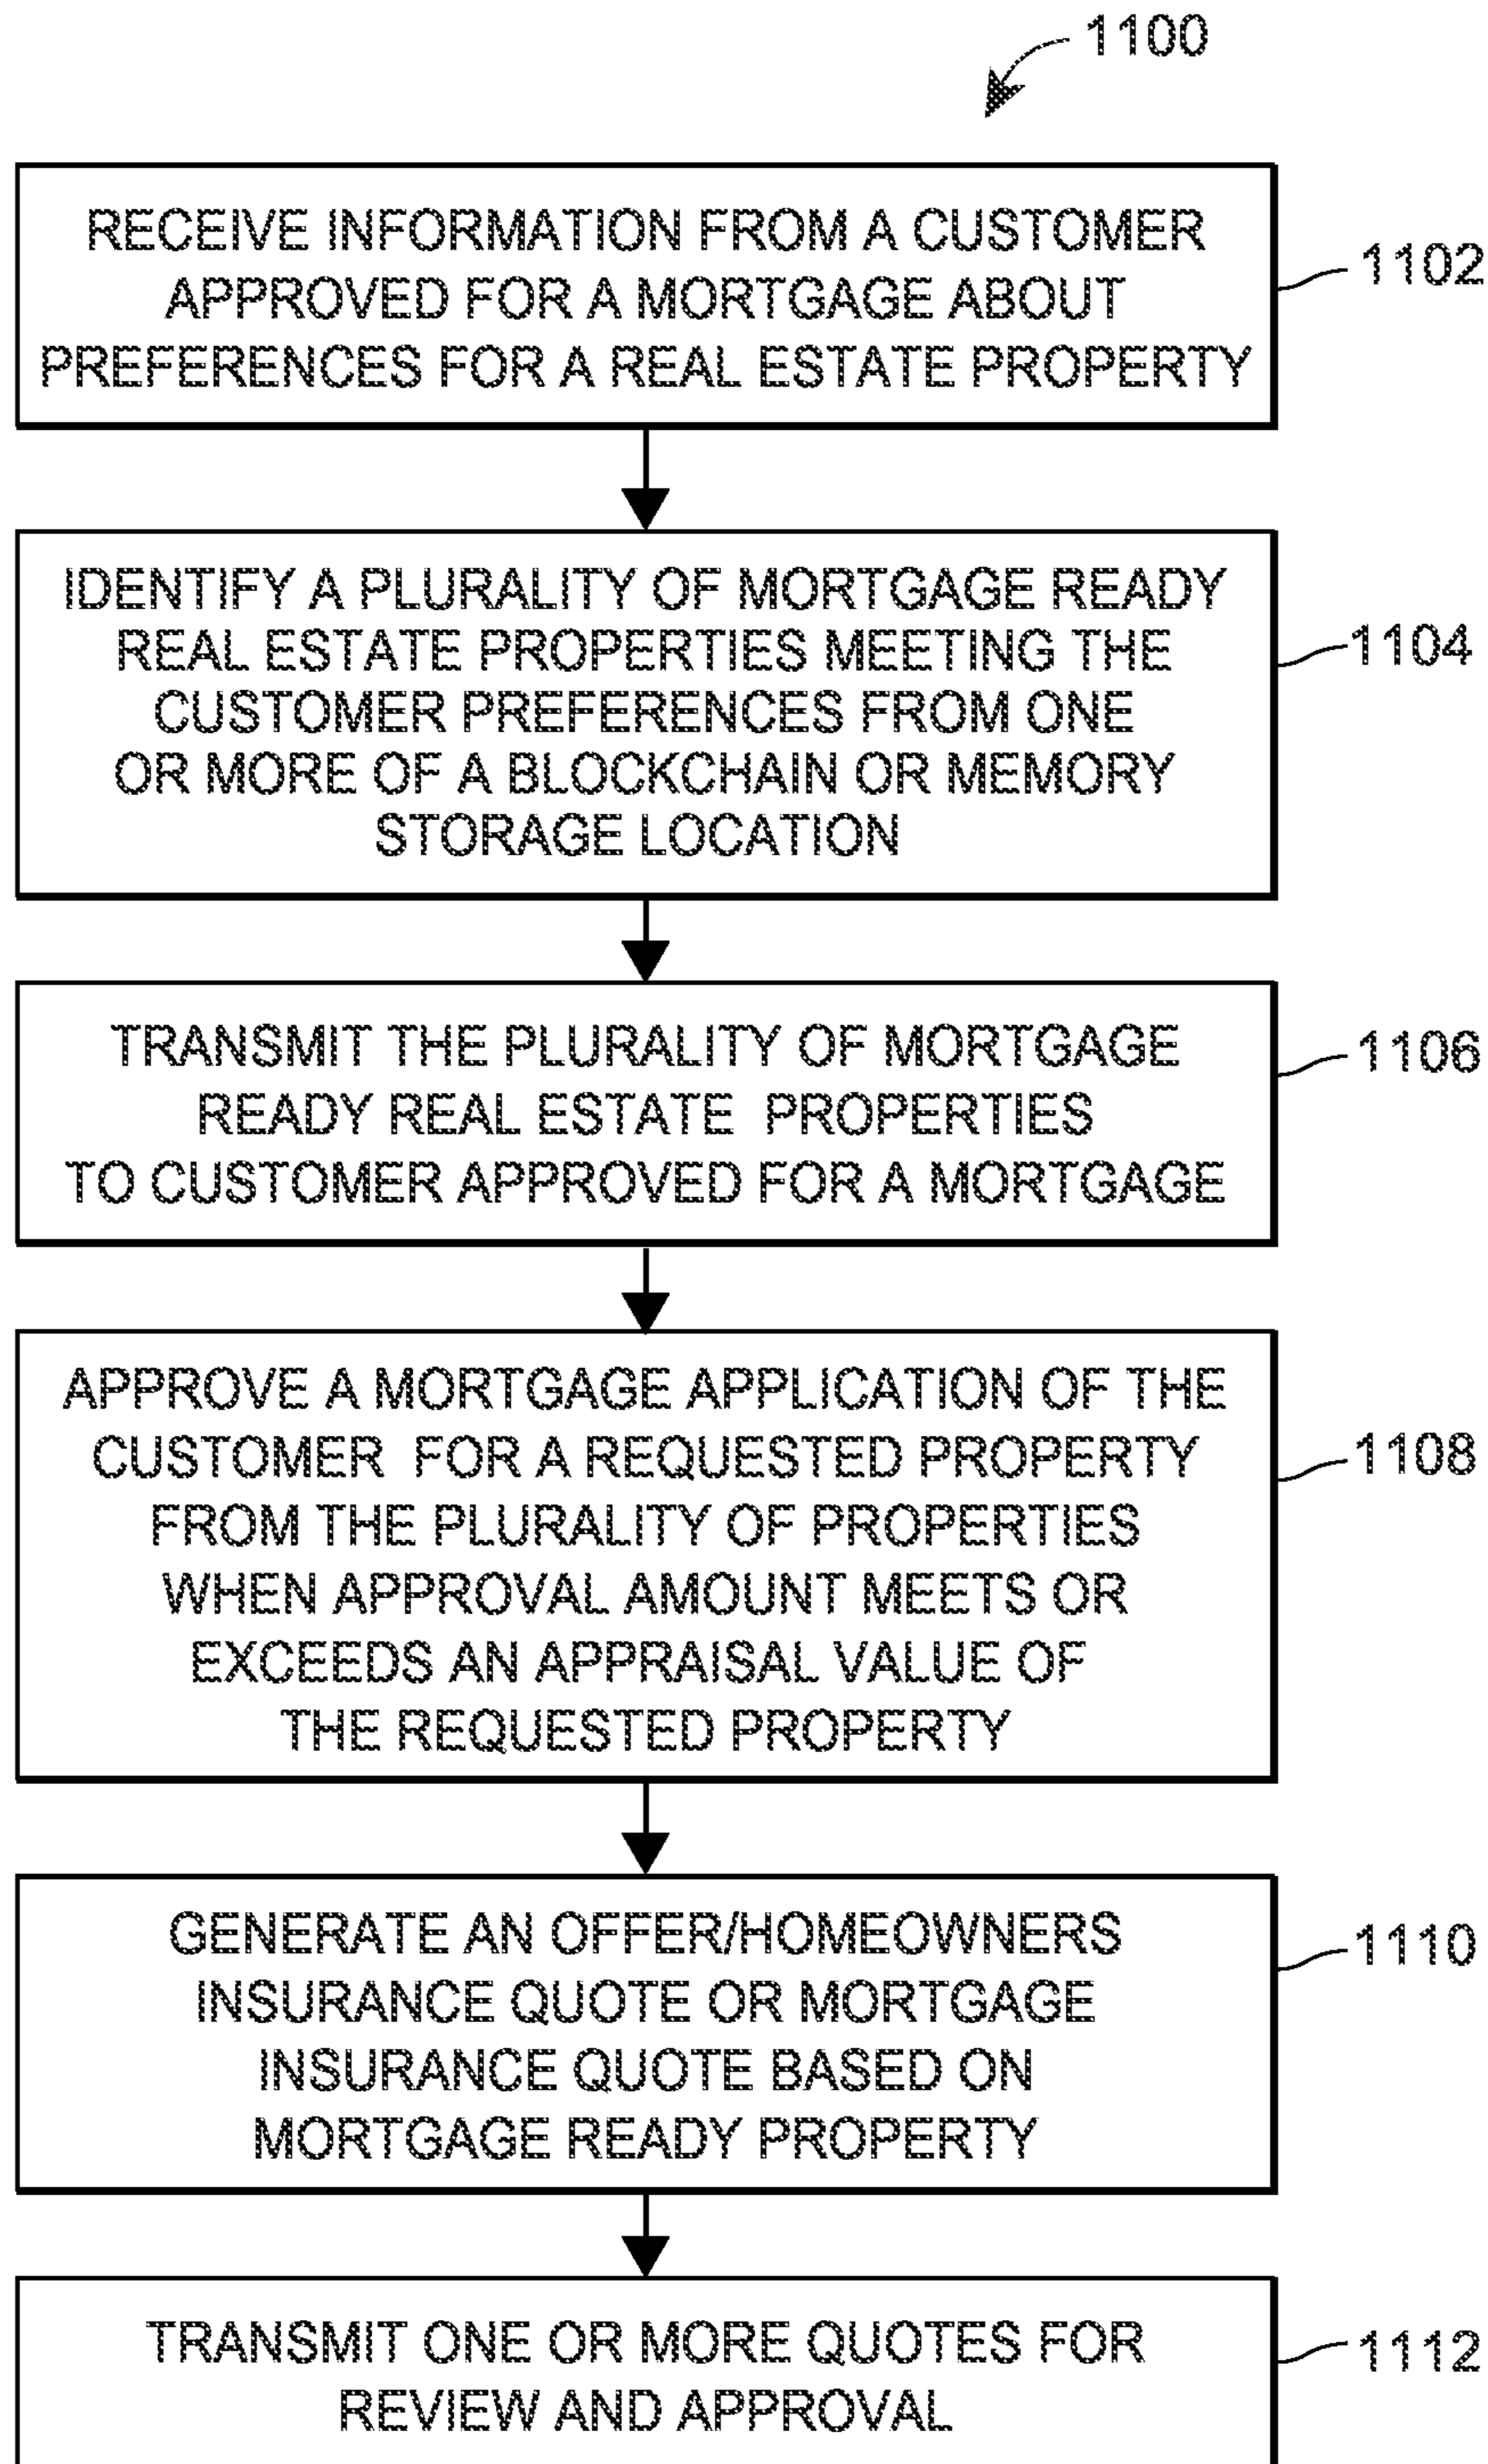 1100
RECEIVE INFORMATION FROM A CUSTOMER
APPROVED FOR A MORTGAGE ABOUT
PREFERENCES FOR A REAL ESTATE PROPERTY
1102
IDENTIFY A PLURALITY OF MORTGAGE READY
REAL ESTATE PROPERTIES MEETING THE
CUSTOMER PREFERENCES FROM ONE
OR MORE OF A BLOCKCHAIN OR MEMORY
STORAGE LOCATION
1104
TRANSMIT THE PLURALITY OF MORTGAGE
READY REAL ESTATE PROPERTIES
TO CUSTOMER APPROVED FOR A MORTGAGE
1106
APPROVE A MORTGAGE APPLICATION OF THE
CUSTOMER FOR A REQUESTED PROPERTY
FROM THE PLURALITY OF PROPERTIES
WHEN APPROVAL AMOUNT MEETS OR
EXCEEDS AN APPRAISAL VALUE OF
THE REQUESTED PROPERTY
1108
GENERATE AN OFFER/HOMEOWNERS
INSURANCE QUOTE OR MORTGAGE
INSURANCE QUOTE BASED ON
MORTGAGE READY PROPERTY
1110
TRANSMIT ONE OR MORE QUOTES FOR
REVIEW AND APPROVAL
1112